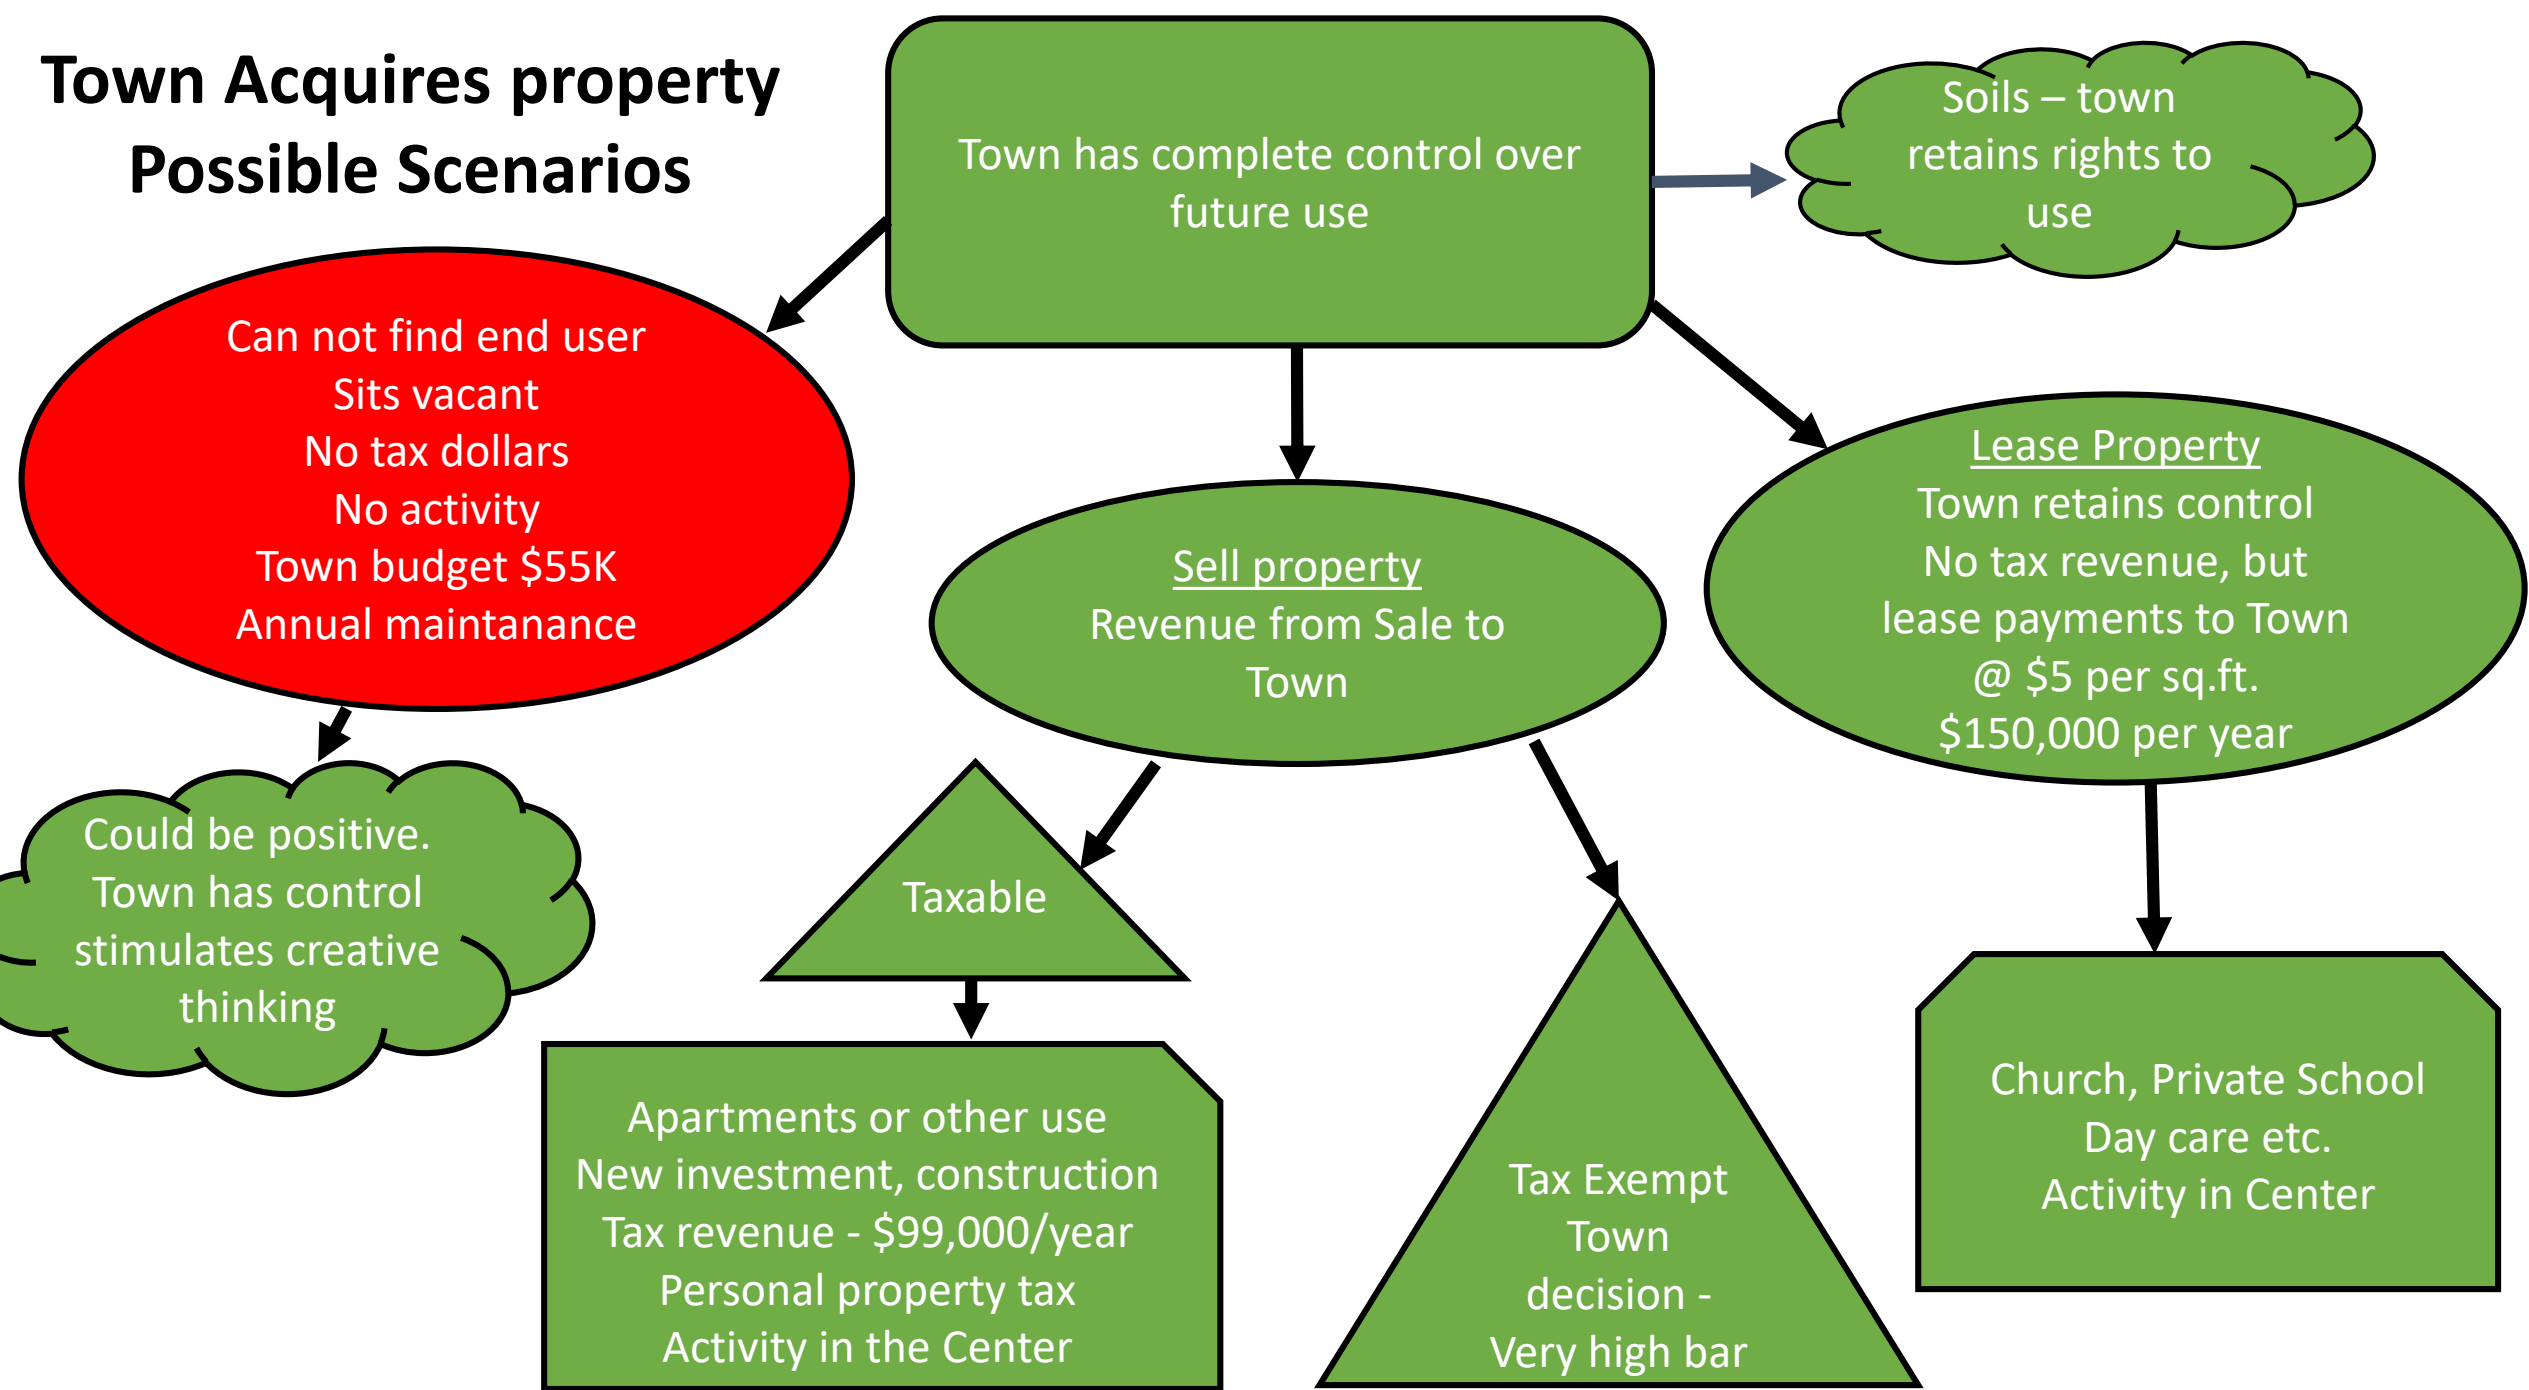 Town Acquires property
Possible Scenarios
Town has complete control over
future use
Soils – town
retains rights to
use
Can not find end user
Sits vacant
No tax dollars
No activity
Town budget $55K
Annual maintanance
Sell property
Revenue from Sale to
Town
Lease Property
Town retains control
No tax revenue, but
lease payments to Town
@ $5 per sq.ft.
$150,000 per year
Could be positive.
Town has control
stimulates creative
thinking
Taxable
Apartments or other use
New investment, construction
Tax revenue - $99,000/year
Personal property tax
Activity in the Center
Tax Exempt
Town
decision -
Very high bar
Church, Private School
Day care etc.
Activity in Center